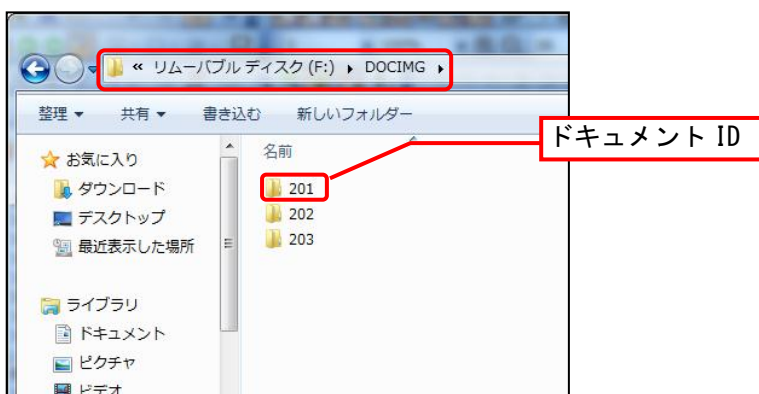 « リムーバブル ディスク (F:) ▸ DOCIMG ▸
整理 ▼ 共有 ▼ 書き込む 新しいフォルダー
ドキュメント ID
お気に入り
ダウンロード
デスクトップ
最近表示した場所
ライブラリ
ドキュメント
ピクチャ
ビデオ
名前
201
202
203